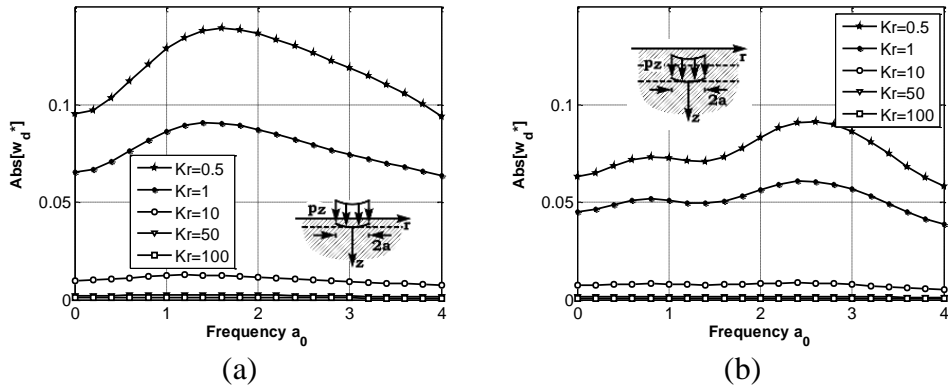 Abs[w_d*]
0.1
0.05
0
0
1
2
3
4
Frequency a_0
Kr=0.5
Kr=1
Kr=10
Kr=50
Kr=100
pz
r
2a
z
(a)
Abs[w_d*]
0.1
0.05
0
0
1
2
3
4
Frequency a_0
pz
r
2a
z
Kr=0.5
Kr=1
Kr=10
Kr=50
Kr=100
(b)